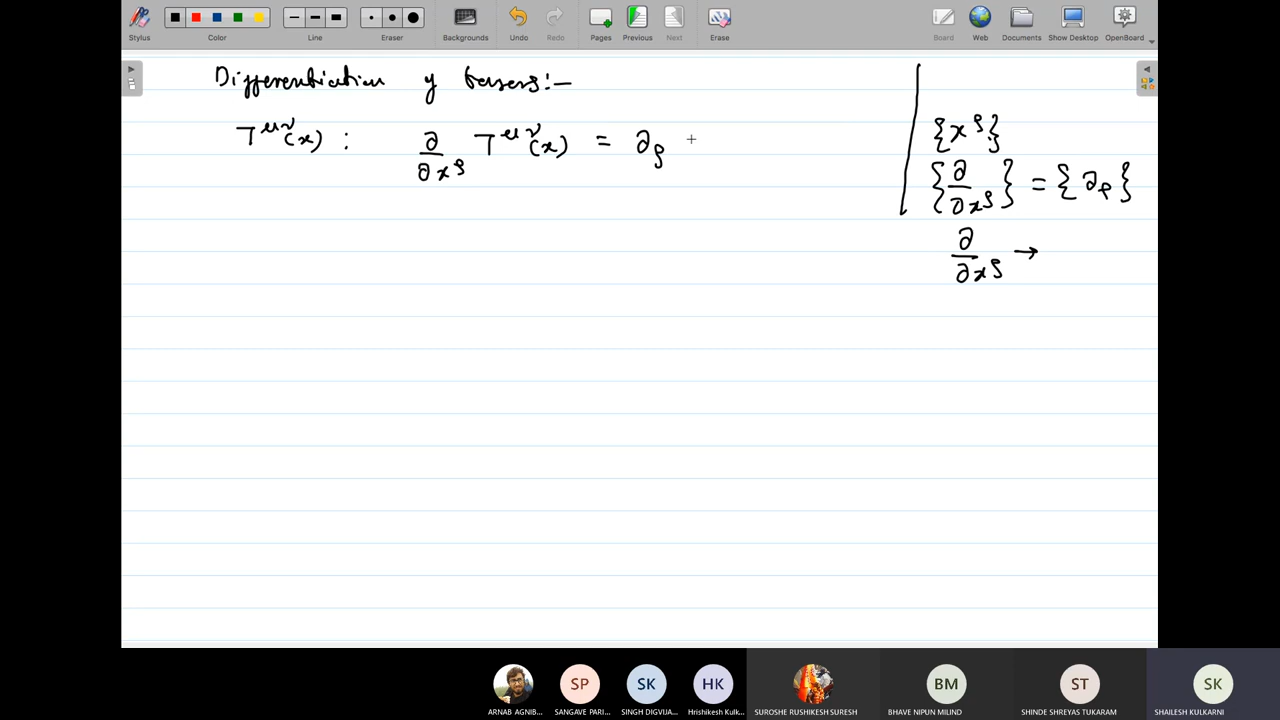 Stylus
Color
Line
Eraser
Backgrounds
Undo
Redo
Pages
Previous
Next
Erase
Board
Web
Documents
Show Desktop
OpenBoard
Differentiation of tensors:-
T^{μν}(x) : ∂/∂x^ρ T^{μν}(x) = ∂_ρ
{x^ρ}
{∂/∂x^ρ} = {∂_ρ}
∂/∂x^ρ →
SP
SK
HK
BM
ST
SK
ARNAB AGNIB...
SANGAVE PARI...
SINGH DIGVIJA...
Hrishikesh Kulk...
SUROSHE RUSHIKESH SURESH
BHAVE NIPUN MILIND
SHINDE SHREYAS TUKARAM
SHAILESH KULKARNI